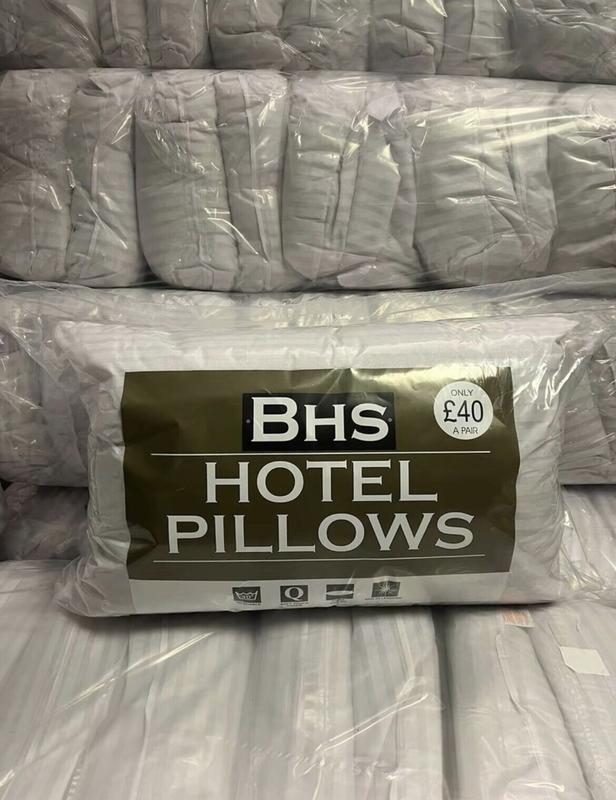 BHS
ONLY
£40
A PAIR
HOTEL
PILLOWS
Q